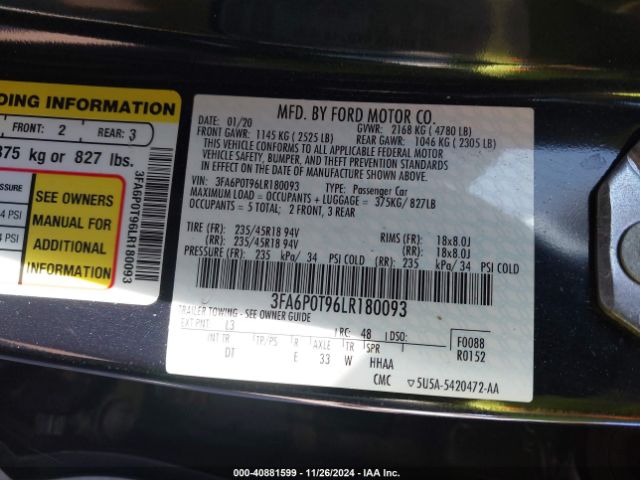 DING INFORMATION
FRONT: 2 REAR: 3
375 kg or 827 lbs.
SEE OWNERS
MANUAL FOR
ADDITIONAL
INFORMATION
3FA6P0T96LR180093
MFD. BY FORD MOTOR CO.
DATE: 01/20 GVWR: 2168 KG ( 4780 LB)
FRONT GAWR: 1145 KG ( 2525 LB) REAR GAWR: 1046 KG ( 2305 LB)
THIS VEHICLE CONFORMS TO ALL APPLICABLE FEDERAL MOTOR
VEHICLE SAFETY, BUMPER, AND THEFT PREVENTION STANDARDS
IN EFFECT ON THE DATE OF MANUFACTURE SHOWN ABOVE.
VIN: 3FA6P0T96LR180093 TYPE: Passenger Car
MAXIMUM LOAD = OCCUPANTS + LUGGAGE = 375KG/ 827LB
OCCUPANTS = 5 TOTAL: 2 FRONT, 3 REAR
TIRE (FR): 235/45R18 94V RIMS (FR): 18x8.0J
(RR): 235/45R18 94V (RR): 18x8.0J
PRESSURE (FR): 235 kPa/ 34 PSI COLD (RR): 235 kPa/ 34 PSI COLD
3FA6P0T96LR180093
TRAILER TOWING - SEE OWNER GUIDE
EXT PNT: L3 RC: 48 DSO: F0088
INT TR TP/PS R AXLE TR SPR R0152
DT E 33 W HHAA
CMC 5U5A-5420472-AA
000-40881599 - 11/26/2024 - IAA Inc.